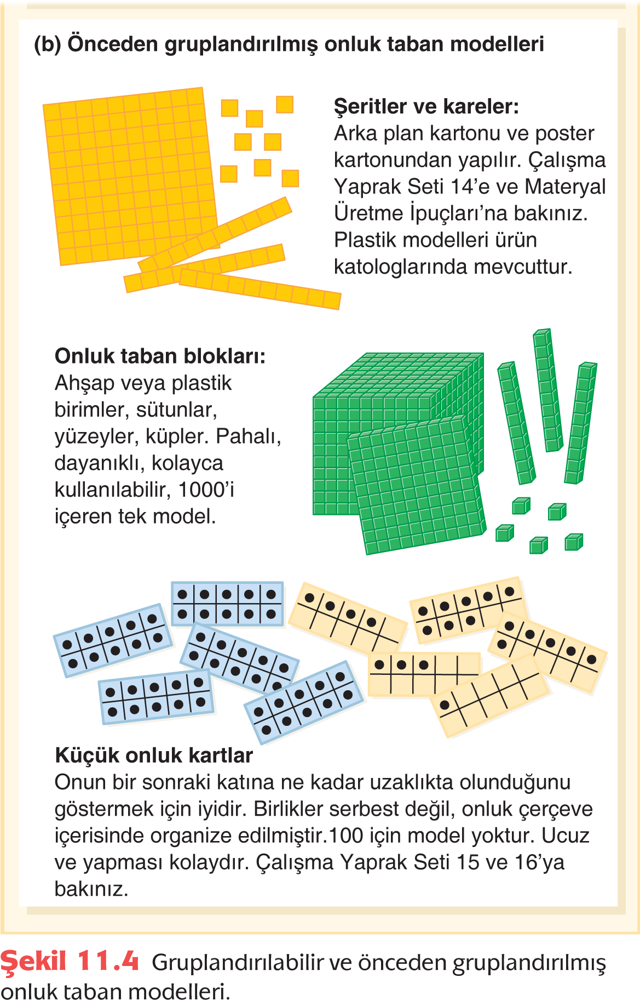 (b) Önceden gruplandırılmış onluk taban modelleri
Şeritler ve kareler:
Arka plan kartonu ve poster
kartonundan yapılır. Çalışma
Yaprak Seti 14’e ve Materyal
Üretme İpuçları’na bakınız.
Plastik modelleri ürün
katologlarında mevcuttur.
Onluk taban blokları:
Ahşap veya plastik
birimler, sütunlar,
yüzeyler, küpler. Pahalı,
dayanıklı, kolayca
kullanılabilir, 1000’i
içeren tek model.
Küçük onluk kartlar
Onun bir sonraki katına ne kadar uzaklıkta olunduğunu
göstermek için iyidir. Birlikler serbest değil, onluk çerçeve
içerisinde organize edilmiştir.100 için model yoktur. Ucuz
ve yapması kolaydır. Çalışma Yaprak Seti 15 ve 16’ya
bakınız.
Şekil 11.4 Gruplandırılabilir ve önceden gruplandırılmış
onluk taban modelleri.